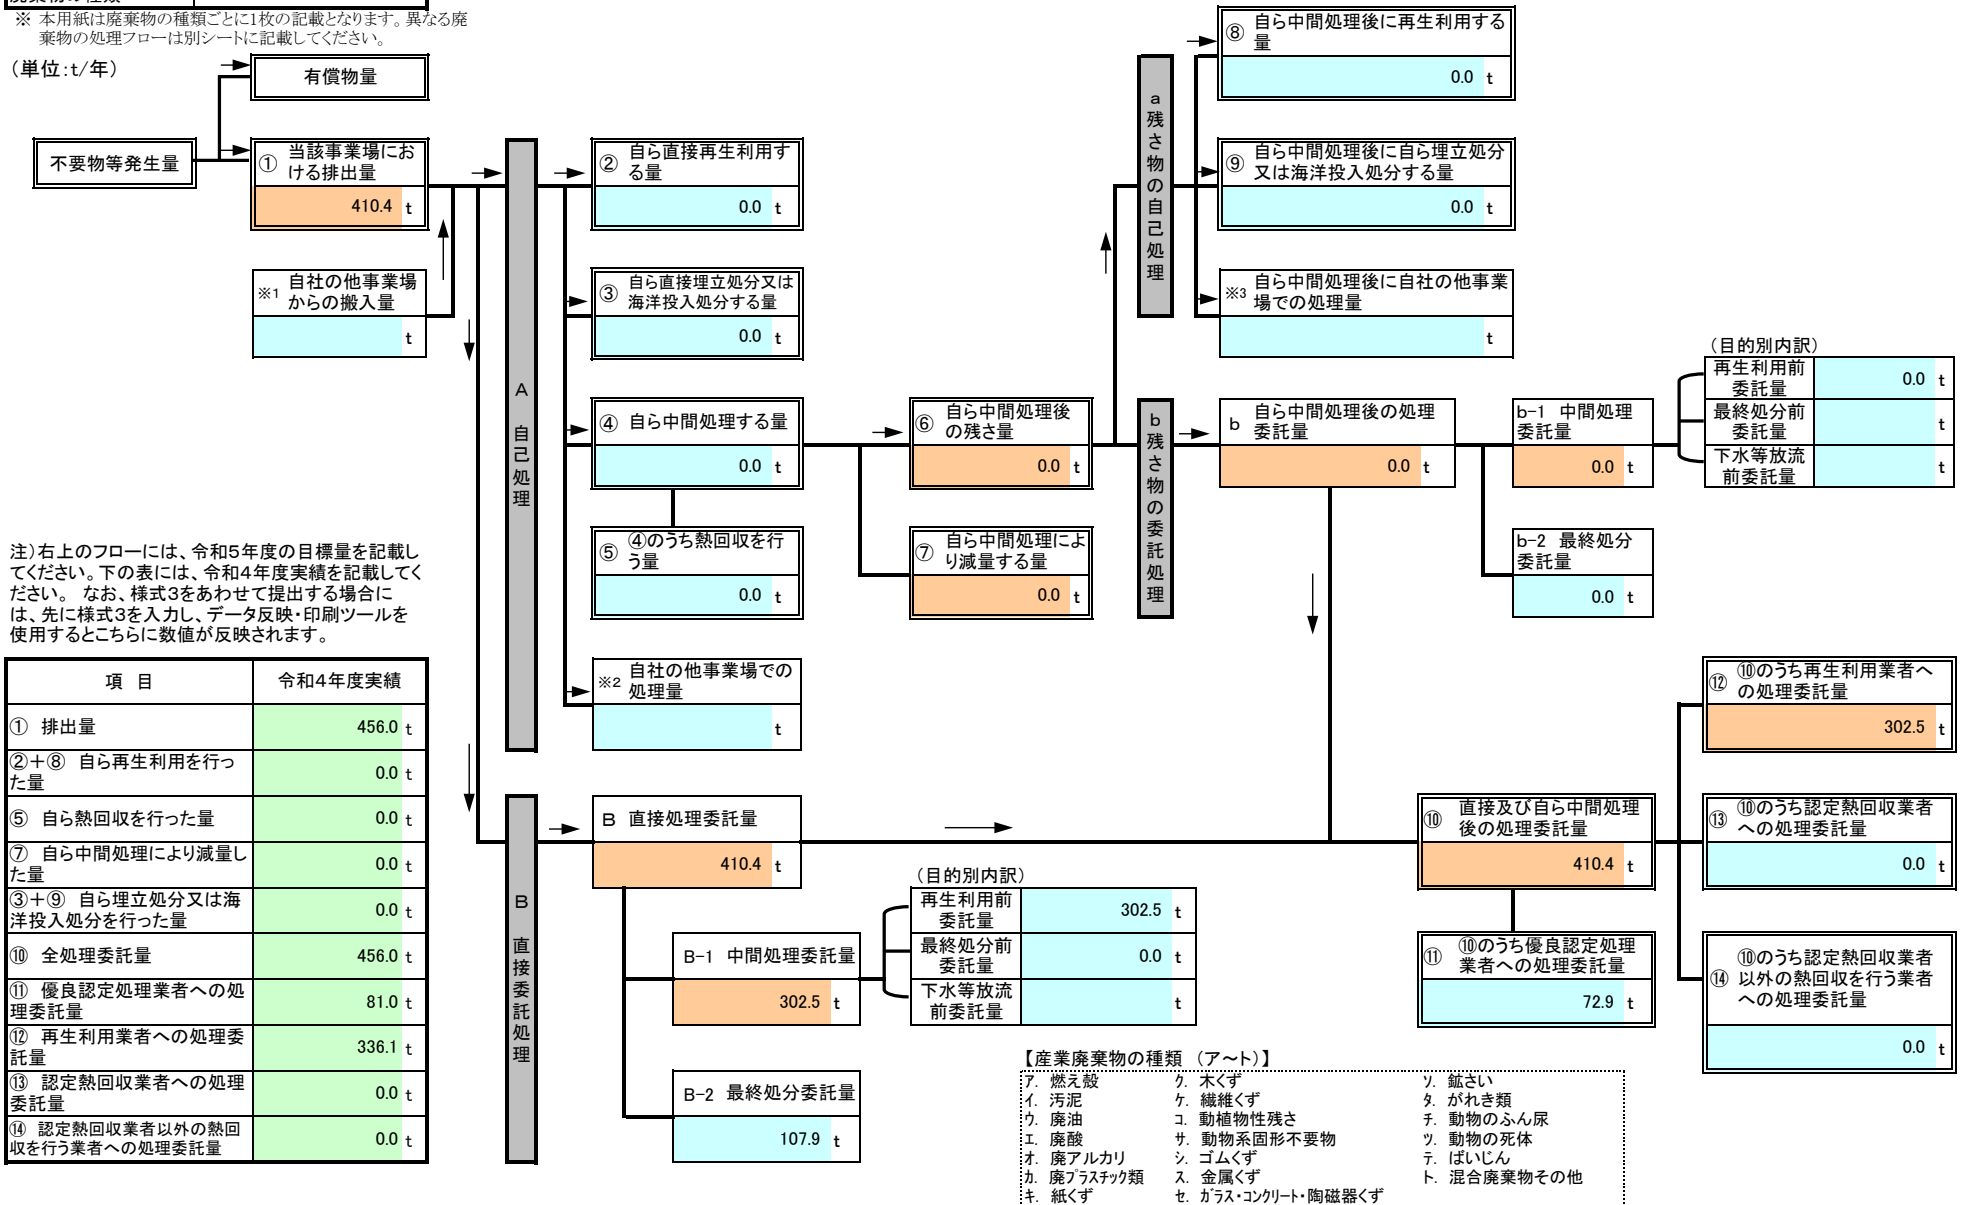 ※ 本用紙は廃棄物の種類ごとに1枚の記載となります。異なる廃
棄物の処理フローは別シートに記載してください。
(単位:t/年)
有償物量
不要物等発生量
① 当該事業場にお
ける排出量
410.4 t
※1 自社の他事業場
からの搬入量
t
A 自己処理
② 自ら直接再生利用す
る量
0.0 t
③ 自ら直接埋立処分又は
海洋投入処分する量
0.0 t
④ 自ら中間処理する量
0.0 t
⑤ ④のうち熱回収を行
う量
0.0 t
※2 自社の他事業場での
処理量
t
⑥ 自ら中間処理後
の残さ量
0.0 t
⑦ 自ら中間処理によ
り減量する量
0.0 t
a残さ物の自己処理
⑧ 自ら中間処理後に再生利用する
量
0.0 t
⑨ 自ら中間処理後に自ら埋立処分
又は海洋投入処分する量
0.0 t
※3 自ら中間処理後に自社の他事業
場での処理量
t
b残さ物の委託処理
b 自ら中間処理後の処理
委託量
0.0 t
b-1 中間処理
委託量
0.0 t
b-2 最終処分
委託量
0.0 t
(目的別内訳)
再生利用前
委託量
0.0 t
最終処分前
委託量
t
下水等放流
前委託量
t
注)右上のフローには、令和5年度の目標量を記載し
てください。下の表には、令和4年度実績を記載してく
ださい。 なお、様式3をあわせて提出する場合に
は、先に様式3を入力し、データ反映・印刷ツールを
使用するとこちらに数値が反映されます。
項 目 令和4年度実績
① 排出量 456.0 t
②+⑧ 自ら再生利用を行っ
た量 0.0 t
⑤ 自ら熱回収を行った量 0.0 t
⑦ 自ら中間処理により減量し
た量 0.0 t
③+⑨ 自ら埋立処分又は海
洋投入処分を行った量 0.0 t
⑩ 全処理委託量 456.0 t
⑪ 優良認定処理業者への処
理委託量 81.0 t
⑫ 再生利用業者への処理委
託量 336.1 t
⑬ 認定熱回収業者への処理
委託量 0.0 t
⑭ 認定熱回収業者以外の熱回
収を行う業者への処理委託量 0.0 t
B 直接委託処理
B 直接処理委託量
410.4 t
B-1 中間処理委託量
302.5 t
B-2 最終処分委託量
107.9 t
(目的別内訳)
再生利用前
委託量
302.5 t
最終処分前
委託量
0.0 t
下水等放流
前委託量
t
⑩ 直接及び自ら中間処理
後の処理委託量
410.4 t
⑪ ⑩のうち優良認定処理
業者への処理委託量
72.9 t
⑫ ⑩のうち再生利用業者へ
の処理委託量
302.5 t
⑬ ⑩のうち認定熱回収業者
への処理委託量
0.0 t
⑭ ⑩のうち認定熱回収業者
以外の熱回収を行う業者
への処理委託量
0.0 t
【産業廃棄物の種類 (ア~ト)】
ア. 燃え殻 ク. 木くず ソ. 鉱さい
イ. 汚泥 ケ. 繊維くず タ. がれき類
ウ. 廃油 コ. 動植物性残さ チ. 動物のふん尿
エ. 廃酸 サ. 動物系固形不要物 ツ. 動物の死体
オ. 廃アルカリ シ. ゴムくず テ. ばいじん
カ. 廃プラスチック類 ス. 金属くず ト. 混合廃棄物その他
キ. 紙くず セ. ガラス・コンクリート・陶磁器くず